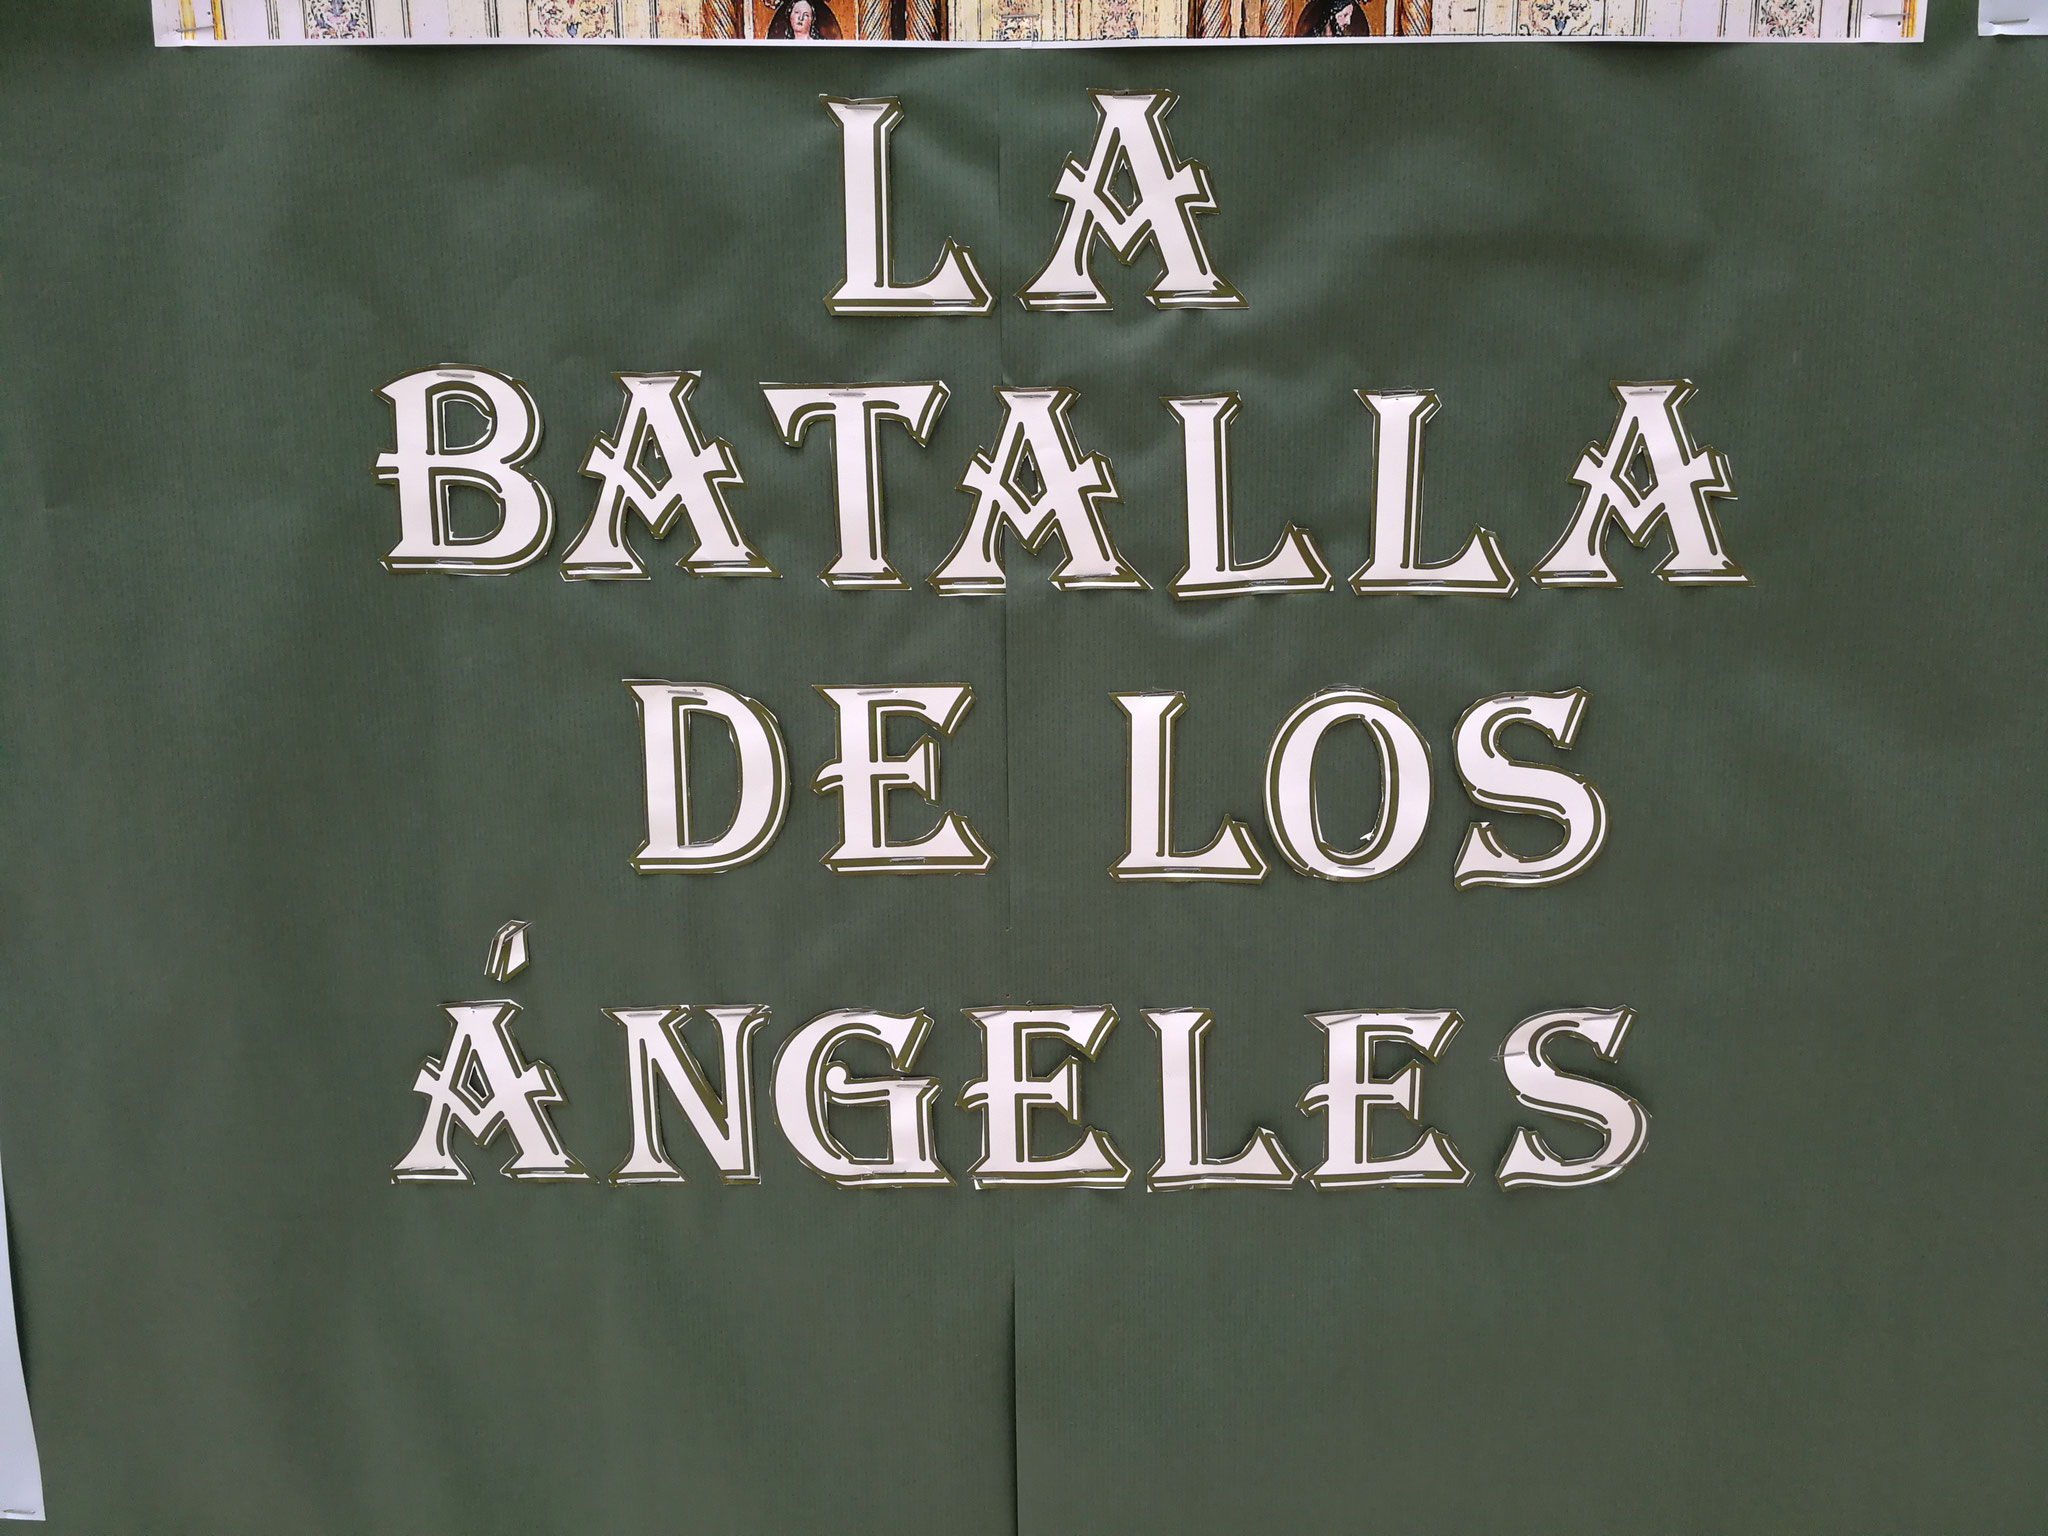 LA
BATALLA
DE LOS
ÁNGELES